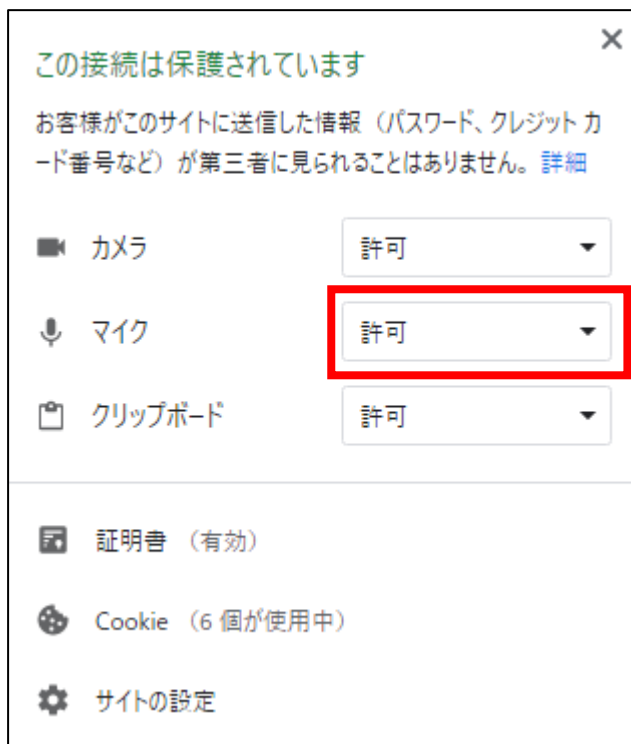 この接続は保護されています
お客様がこのサイトに送信した情報（パスワード、クレジット カ
ード番号など）が第三者に見られることはありません。 詳細
カメラ 許可
マイク 許可
クリップボード 許可
証明書 （有効）
Cookie （6 個が使用中）
サイトの設定